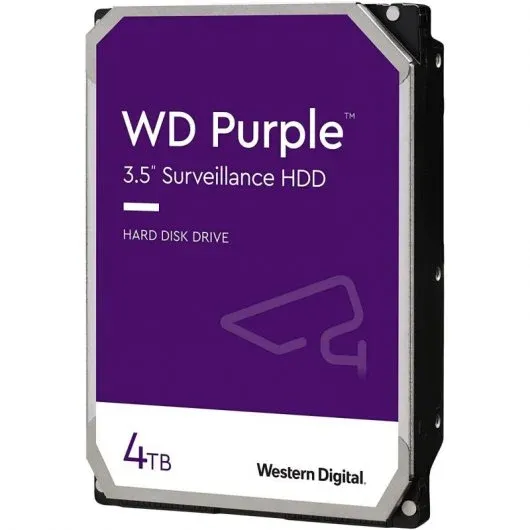 WD Purple™
3.5" Surveillance HDD
HARD DISK DRIVE
4TB
Western Digital.